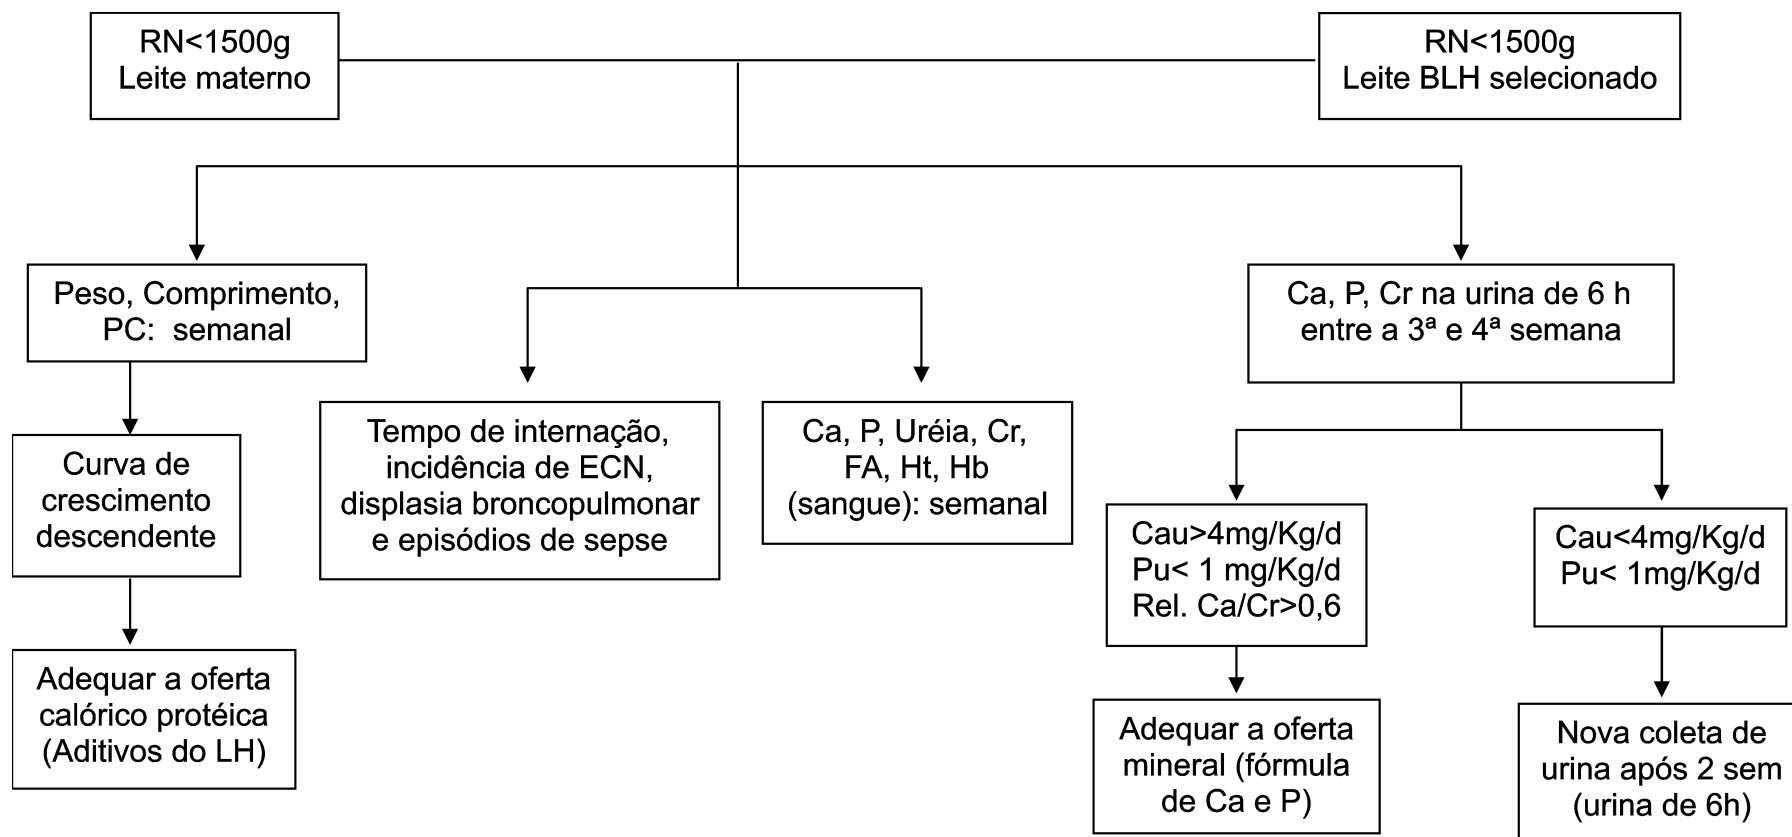 RN<1500g
Leite materno
RN<1500g
Leite BLH selecionado
Peso, Comprimento,
PC: semanal
Ca, P, Cr na urina de 6 h
entre a 3ª e 4ª semana
Tempo de internação,
incidência de ECN,
displasia broncopulmonar
e episódios de sepse
Ca, P, Uréia, Cr,
FA, Ht, Hb
(sangue): semanal
Curva de
crescimento
descendente
Cau>4mg/Kg/d
Pu< 1 mg/Kg/d
Rel. Ca/Cr>0,6
Cau<4mg/Kg/d
Pu< 1mg/Kg/d
Adequar a oferta
calórico protéica
(Aditivos do LH)
Adequar a oferta
mineral (fórmula
de Ca e P)
Nova coleta de
urina após 2 sem
(urina de 6h)